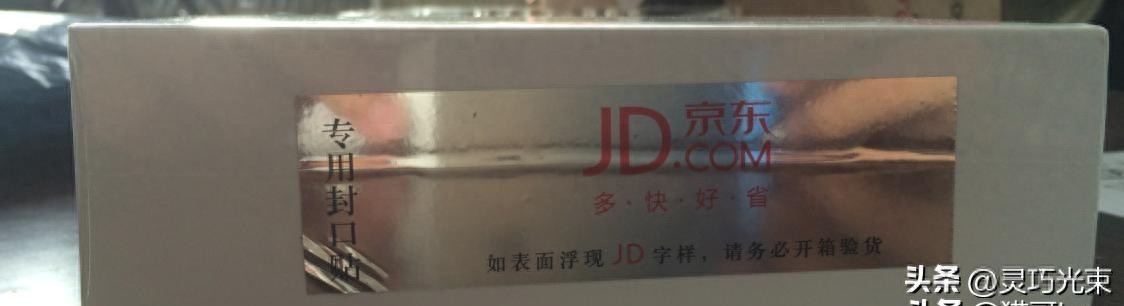 专用封口贴
JD.京东
.COM
多·快·好·省
如表面浮现JD字样，请务必开箱验货
头条 @灵巧光束